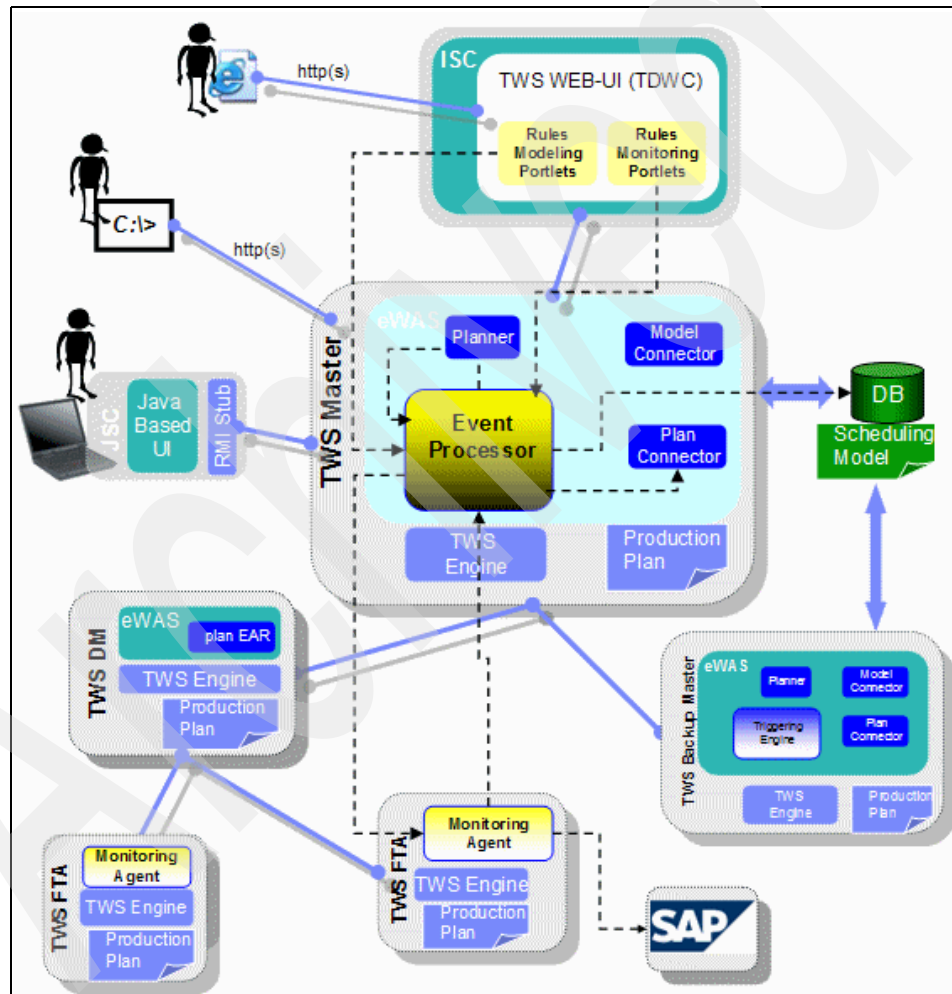 http(s)
ISC
TWS WEB-UI (TDWC)
Rules
Modeling
Portlets
Rules
Monitoring
Portlets
C:\>
http(s)
TWS Master
eWAS
Planner
Model
Connector
Event
Processor
Plan
Connector
TWS
Engine
Production
Plan
DB
Scheduling
Model
JSC
Java
Based
UI
RMI Stub
TWS DM
eWAS
plan EAR
TWS Engine
Production
Plan
TWS Backup Master
eWAS
Planner
Model
Connector
Triggering
Engine
Plan
Connector
TWS
Engine
Production
Plan
TWS FTA
Monitoring
Agent
TWS Engine
Production
Plan
TWS FTA
Monitoring
Agent
TWS Engine
Production
Plan
SAP
Archived